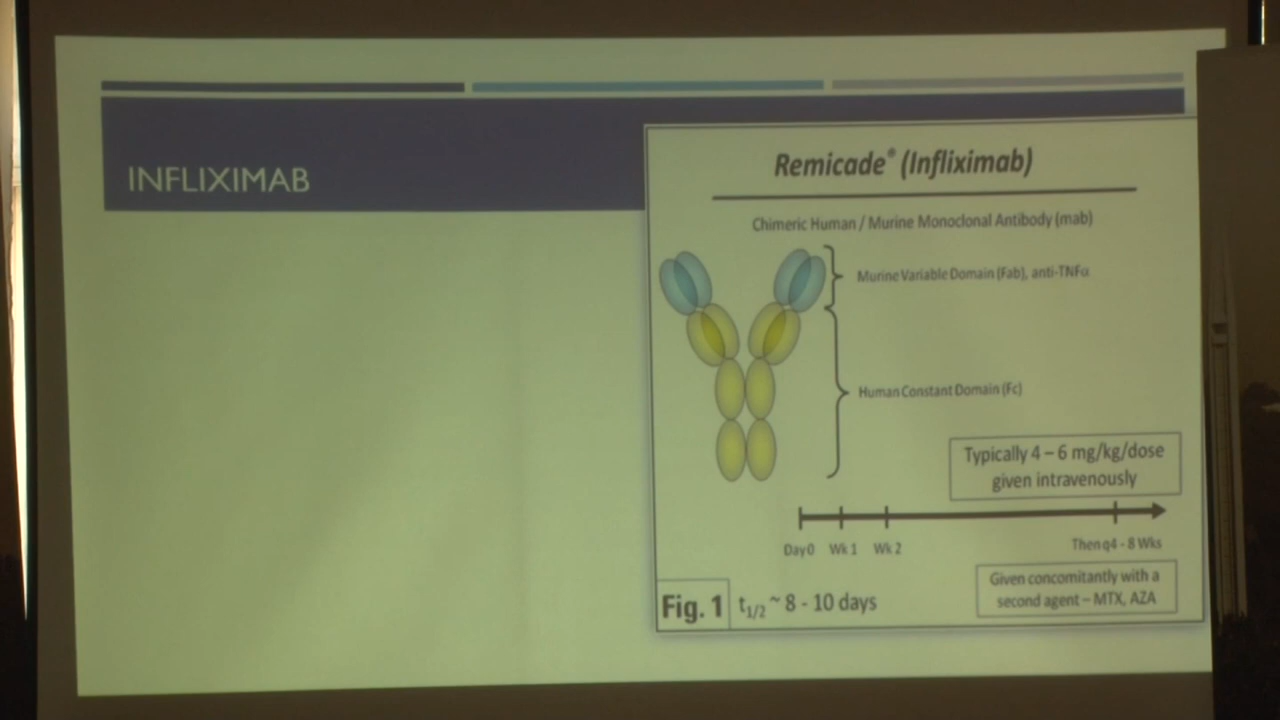 INFLIXIMAB
Remicade® (Infliximab)
Chimeric Human / Murine Monoclonal Antibody (mab)
Murine Variable Domain (Fab), anti-TNFα
Human Constant Domain (Fc)
Typically 4 – 6 mg/kg/dose
given intravenously
Day 0 Wk 1 Wk 2 Then q4 - 8 Wks
Given concomitantly with a
second agent – MTX, AZA
Fig. 1 t1/2 ~ 8 - 10 days